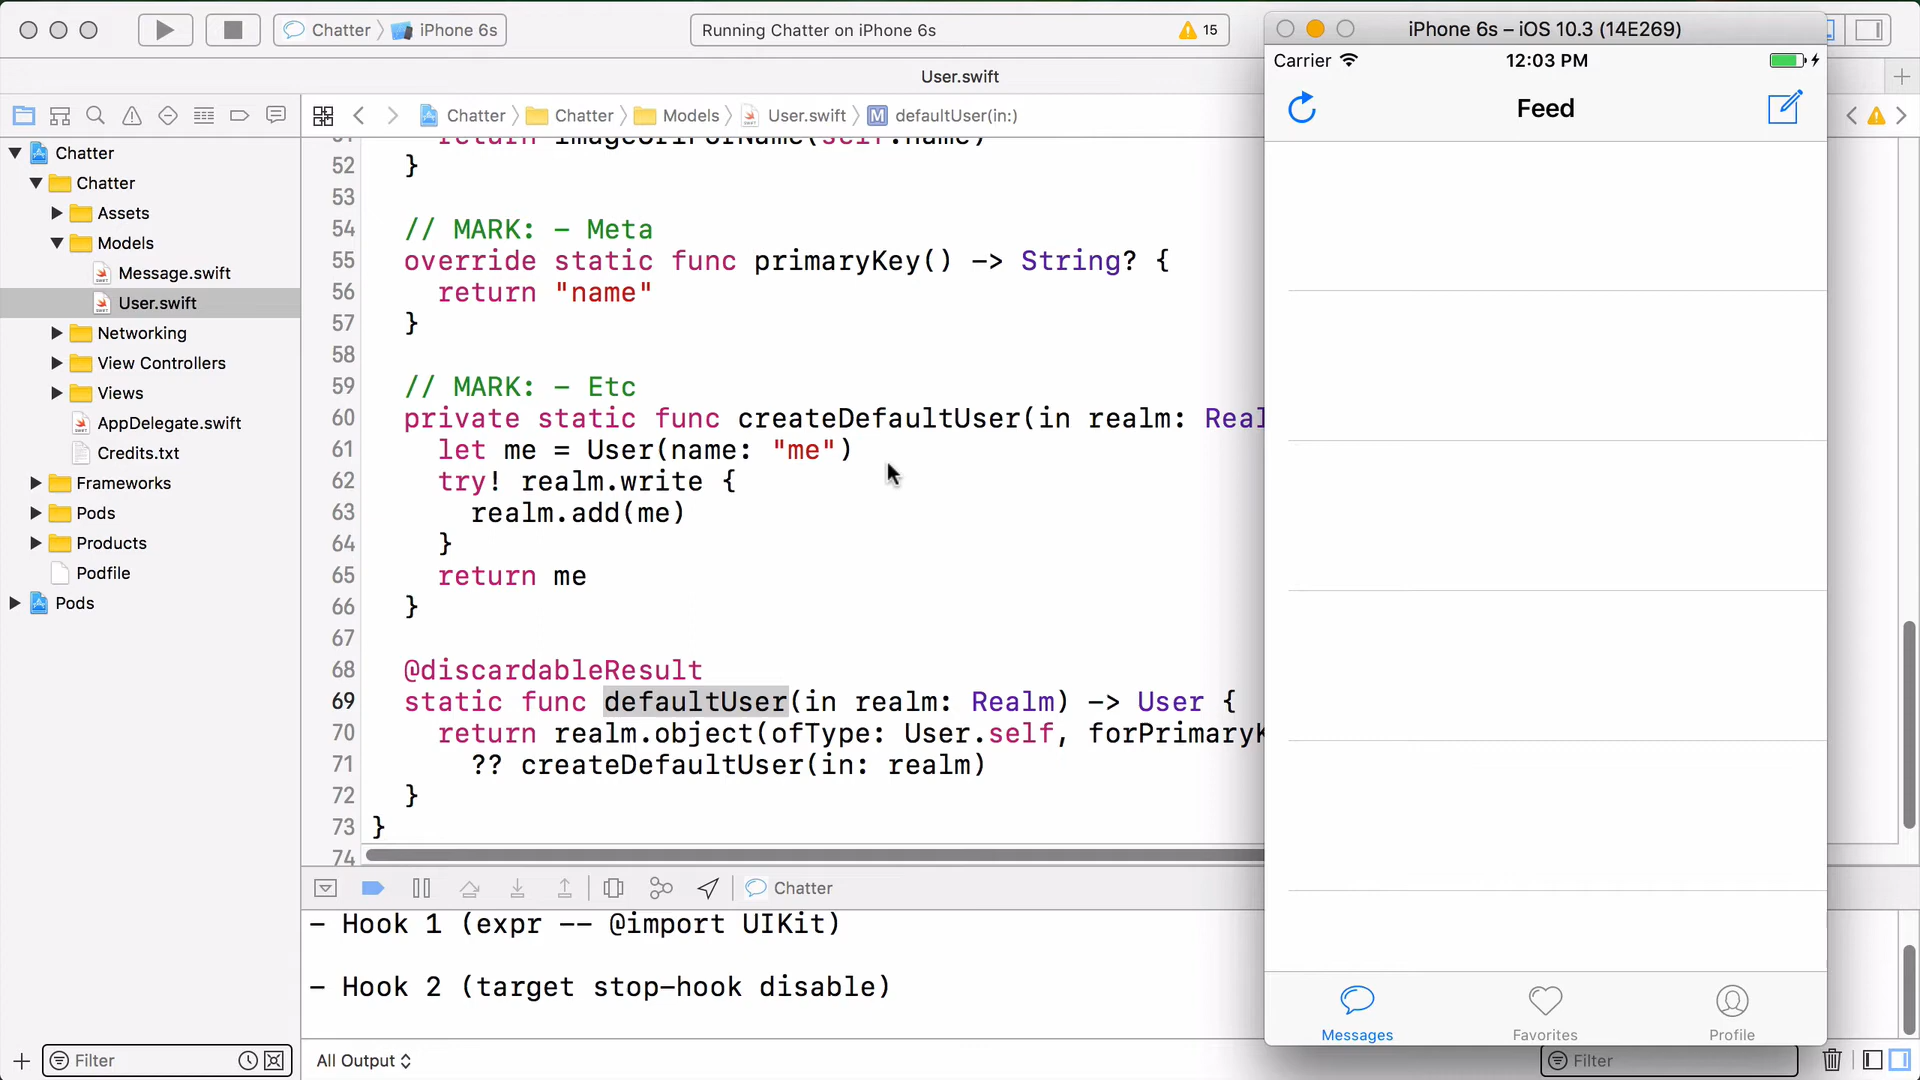 Chatter
iPhone 6s
Running Chatter on iPhone 6s
15
User.swift
Chatter
Chatter
Models
User.swift
M
defaultUser(in:)
Chatter
Chatter
Assets
Models
Message.swift
User.swift
Networking
View Controllers
Views
AppDelegate.swift
Credits.txt
Frameworks
Pods
Products
Podfile
Pods
Filter
52 }
53
54 // MARK: - Meta
55 override static func primaryKey() -> String? {
56 return "name"
57 }
58
59 // MARK: - Etc
60 private static func createDefaultUser(in realm: Real
61 let me = User(name: "me")
62 try! realm.write {
63 realm.add(me)
64 }
65 return me
66 }
67
68 @discardableResult
69 static func defaultUser(in realm: Realm) -> User {
70 return realm.object(ofType: User.self, forPrimaryK
71 ?? createDefaultUser(in: realm)
72 }
73 }
74
Chatter
- Hook 1 (expr -- @import UIKit)
- Hook 2 (target stop-hook disable)
All Output
Filter
iPhone 6s – iOS 10.3 (14E269)
Carrier
12:03 PM
Feed
Messages
Favorites
Profile